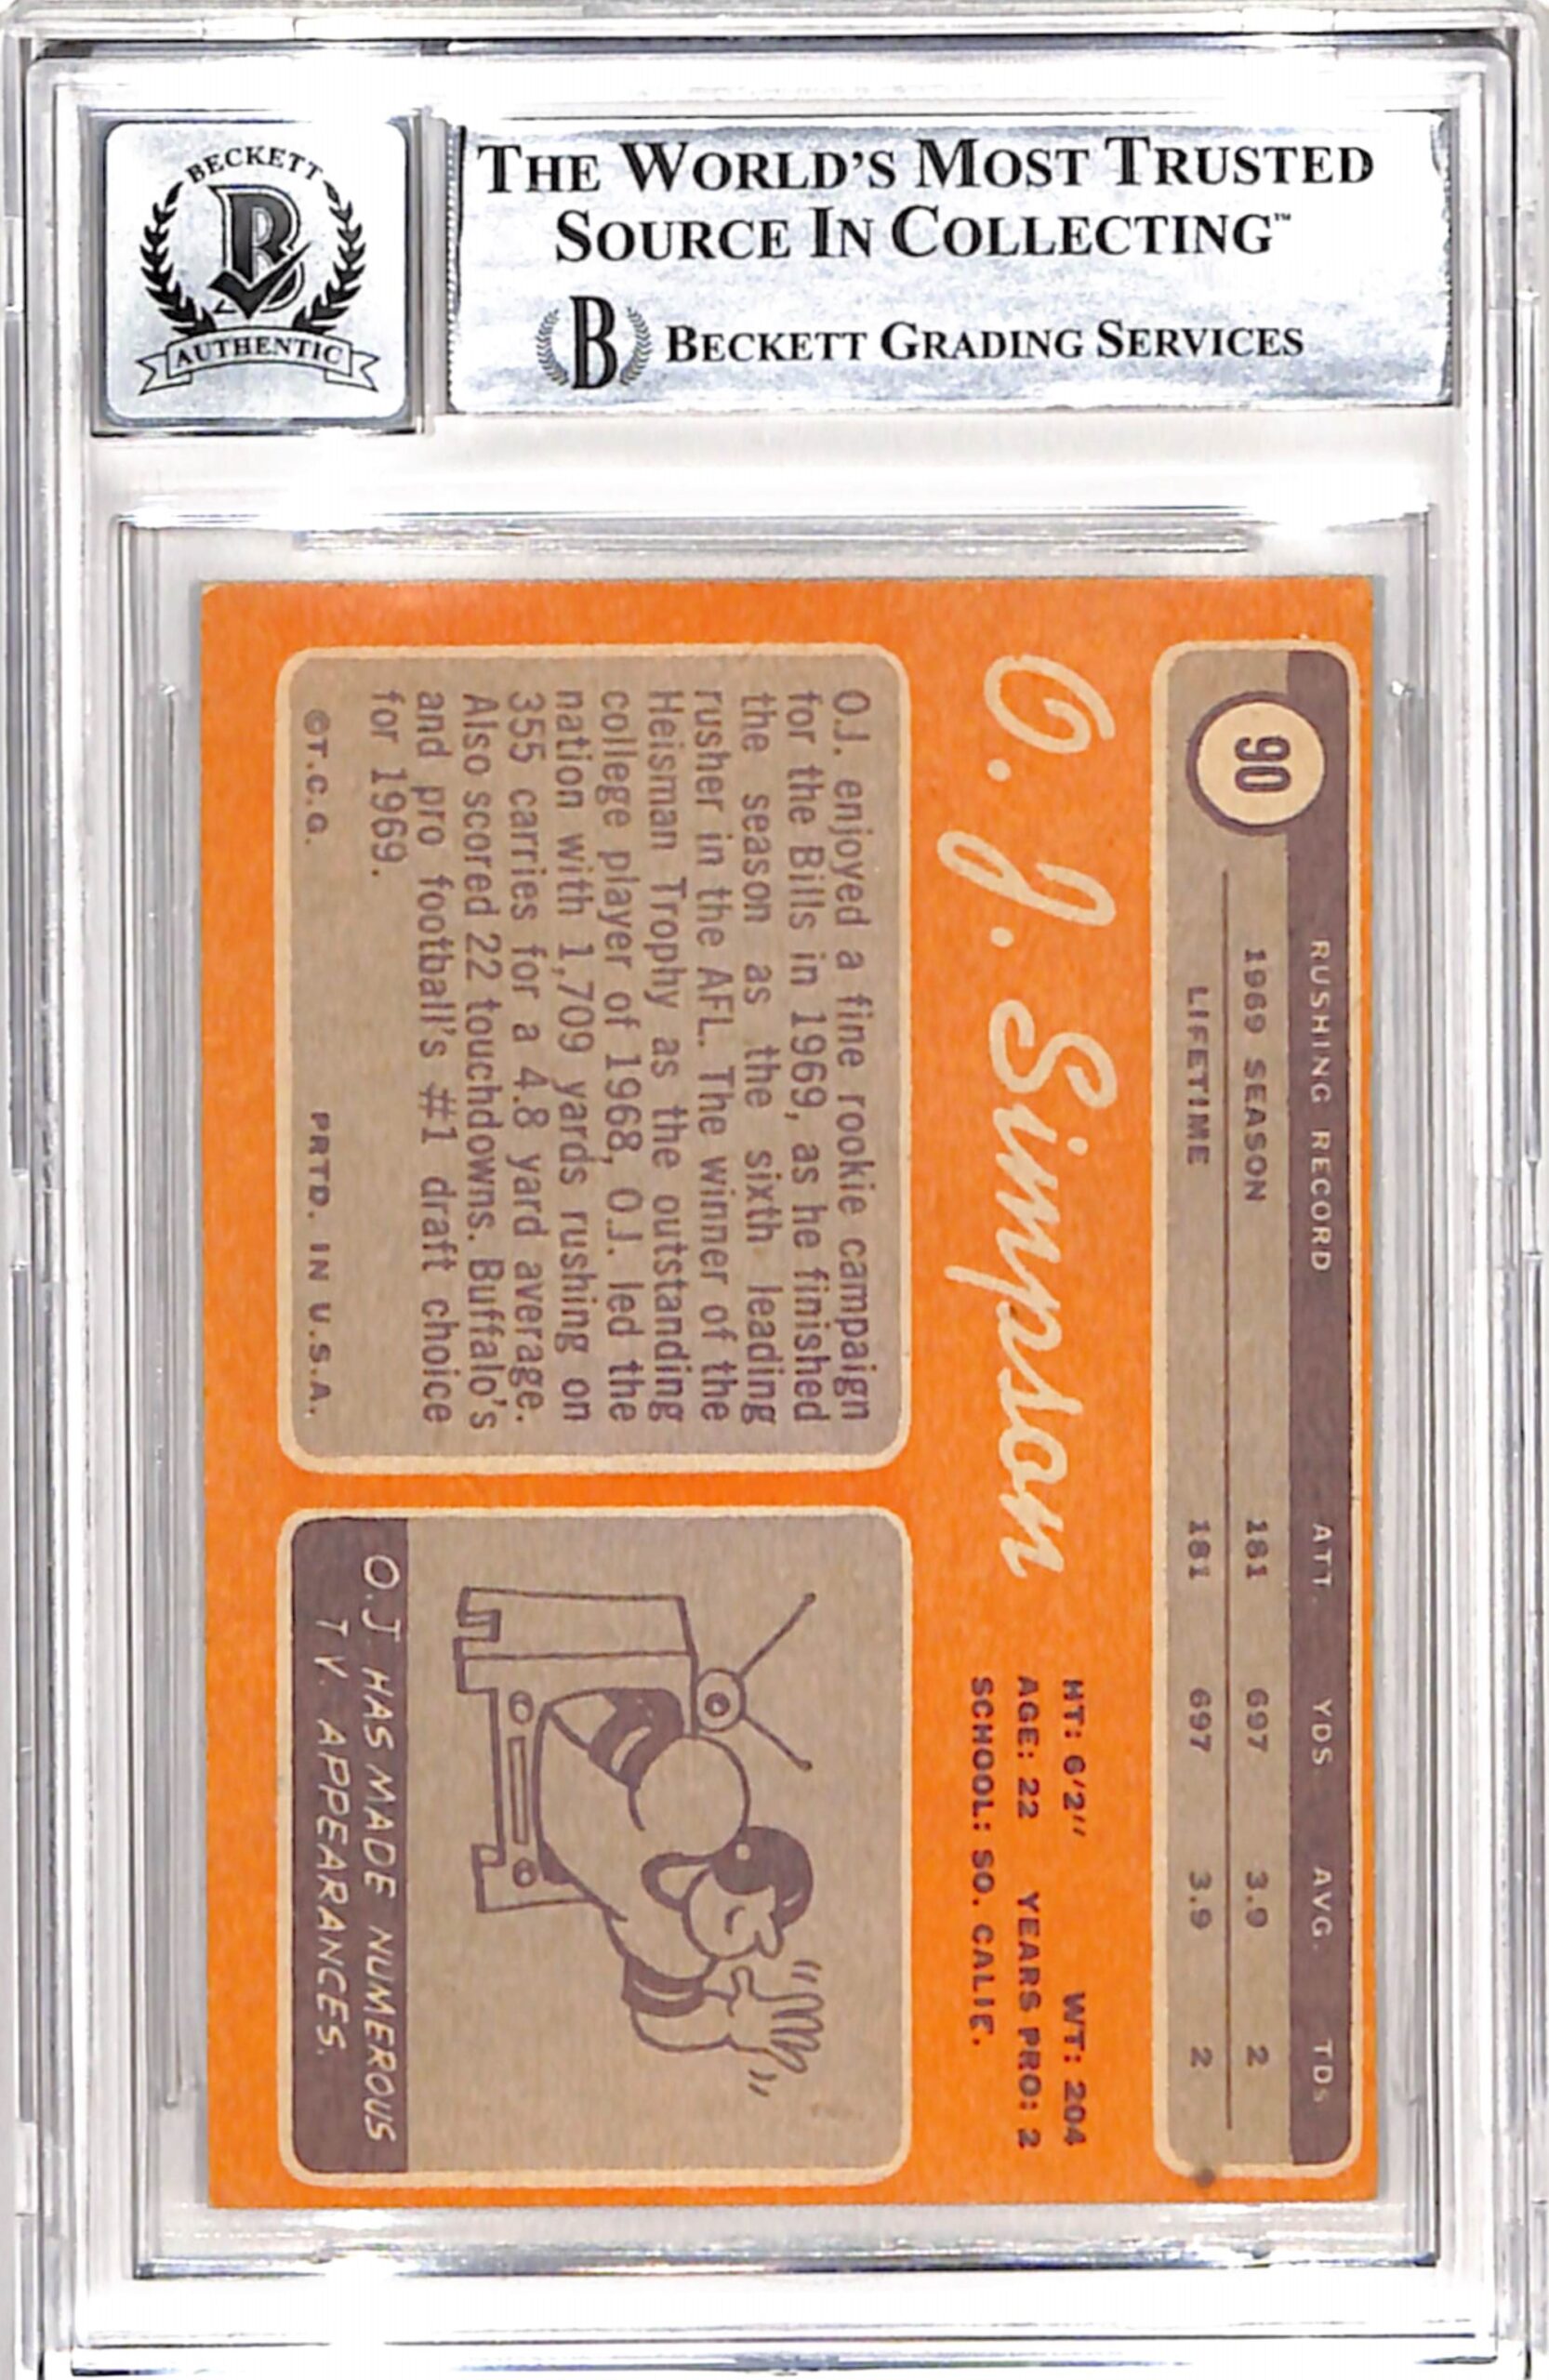 BECKETT
AUTHENTIC
THE WORLD'S MOST TRUSTED
SOURCE IN COLLECTING™
B BECKETT GRADING SERVICES
90
RUSHING RECORD ATT. YDS AVG. TDs
1969 SEASON 181 697 3.9 2
LIFETIME 181 697 3.9 2
O. J. Simpson
HT: 6'2" WT: 204
AGE: 22 YEARS PRO: 2
SCHOOL: SO. CALIF.
O.J. enjoyed a fine rookie campaign
for the Bills in 1969, as he finished
the season as the sixth leading
rusher in the AFL. The winner of the
Heisman Trophy as the outstanding
college player of 1968, O.J. led the
nation with 1,709 yards rushing on
355 carries for a 4.8 yard average.
Also scored 22 touchdowns. Buffalo's
and pro football's #1 draft choice
for 1969.
©T.C.G. PRTD. IN U.S.A.
O.J. HAS MADE NUMEROUS
T.V. APPEARANCES.